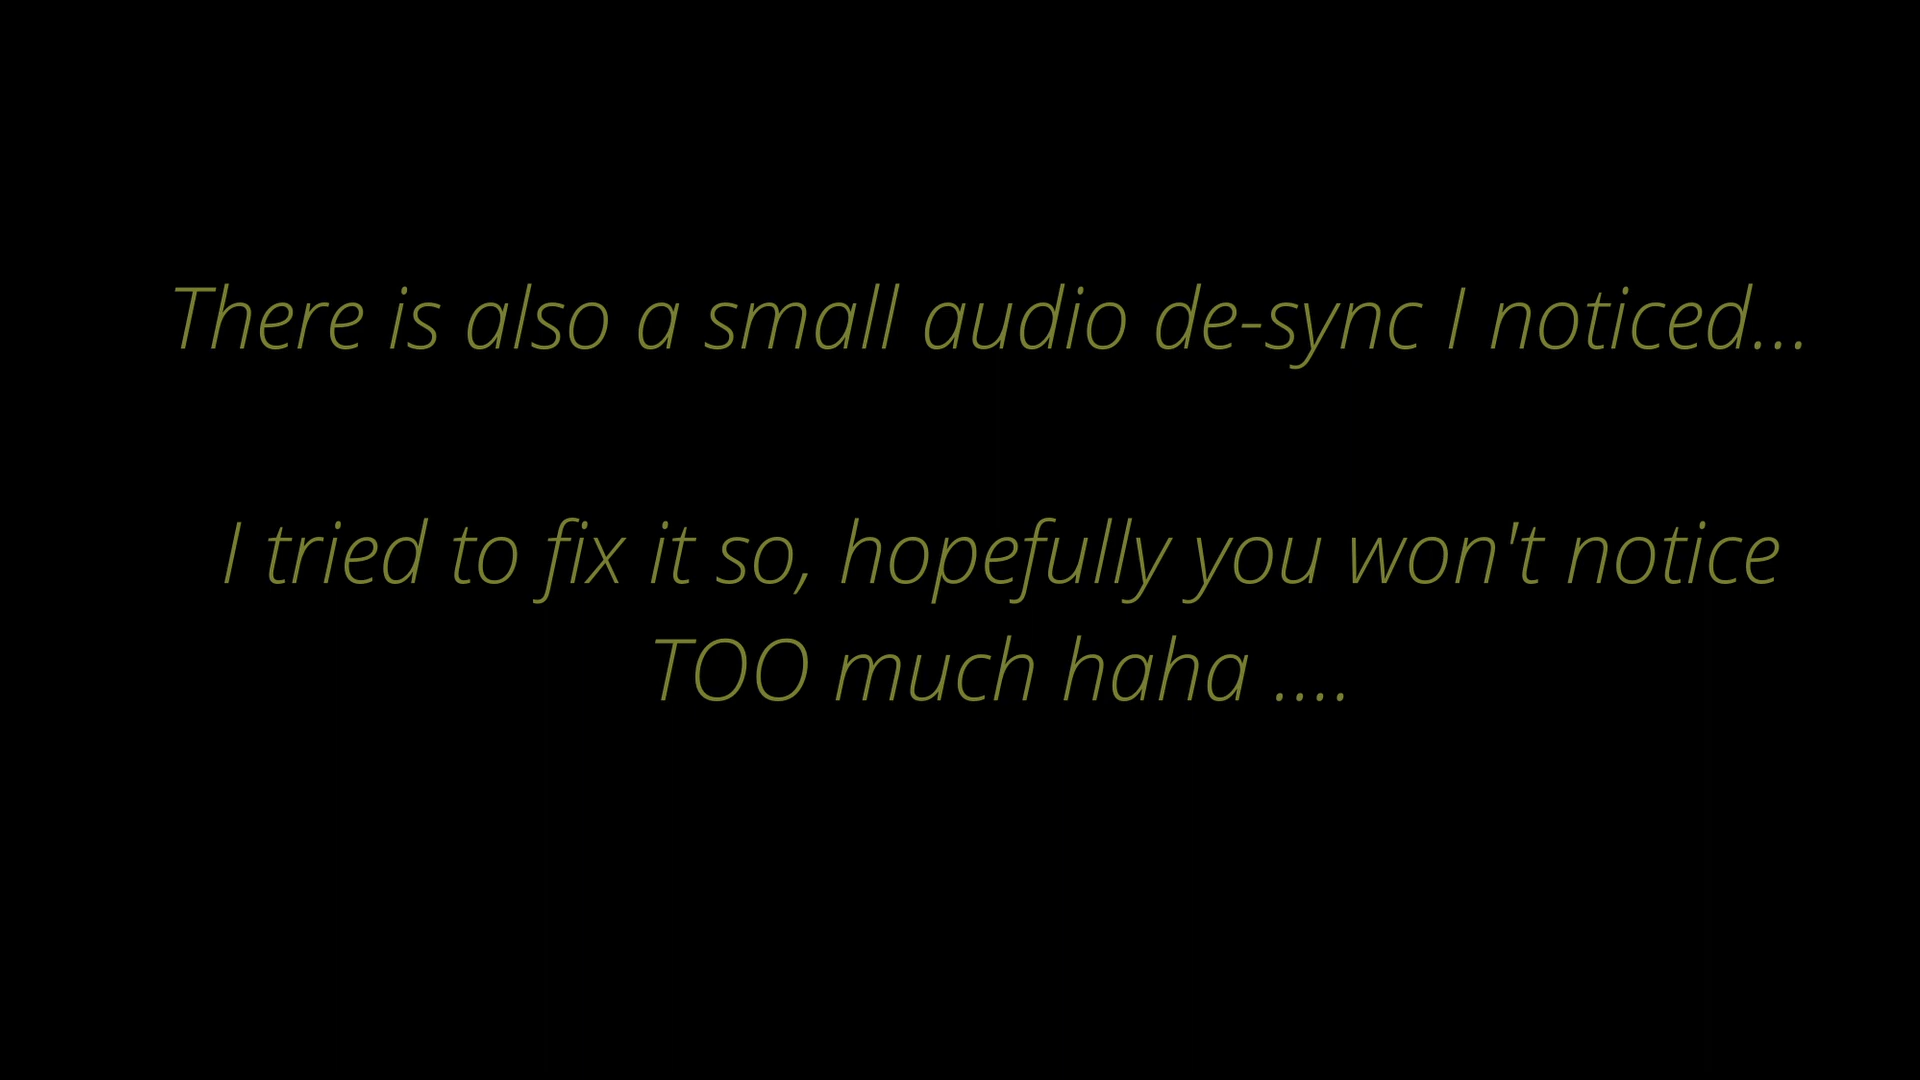 There is also a small audio de-sync I noticed...
I tried to fix it so, hopefully you won't notice
TOO much haha ....